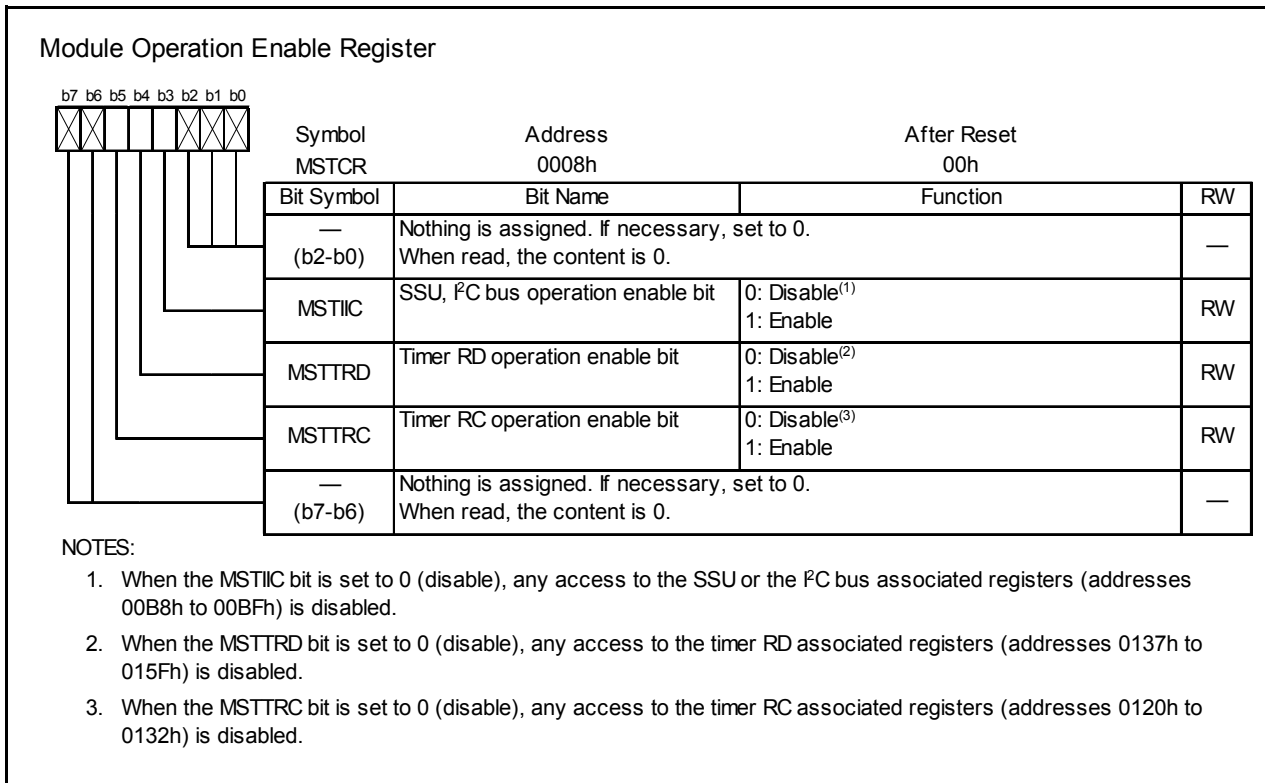 Module Operation Enable Register
b7 b6 b5 b4 b3 b2 b1 b0
Symbol Address After Reset
MSTCR 0008h 00h
Bit Symbol Bit Name Function RW
— Nothing is assigned. If necessary, set to 0. —
(b2-b0) When read, the content is 0.
MSTIIC SSU, I²C bus operation enable bit 0: Disable(1) RW
1: Enable
MSTTRD Timer RD operation enable bit 0: Disable(2) RW
1: Enable
MSTTRC Timer RC operation enable bit 0: Disable(3) RW
1: Enable
— Nothing is assigned. If necessary, set to 0. —
(b7-b6) When read, the content is 0.
NOTES:
1. When the MSTIIC bit is set to 0 (disable), any access to the SSU or the I²C bus associated registers (addresses
00B8h to 00BFh) is disabled.
2. When the MSTTRD bit is set to 0 (disable), any access to the timer RD associated registers (addresses 0137h to
015Fh) is disabled.
3. When the MSTTRC bit is set to 0 (disable), any access to the timer RC associated registers (addresses 0120h to
0132h) is disabled.